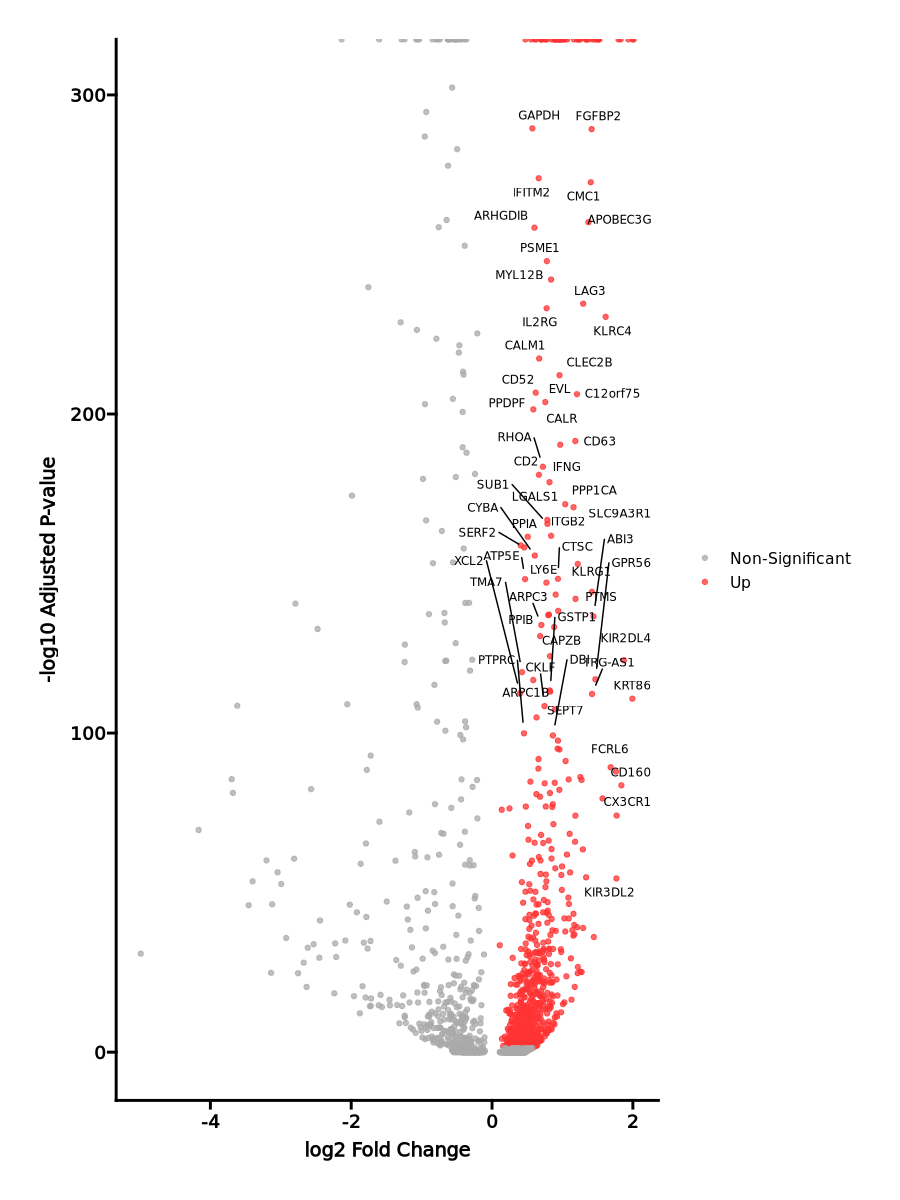 300
GAPDH
FGFBP2
IFITM2
CMC1
ARHGDIB
APOBEC3G
PSME1
MYL12B
LAG3
IL2RG
KLRC4
CALM1
CLEC2B
CD52
EVL
C12orf75
PPDPF
200
CALR
RHOA
CD63
CD2
IFNG
SUB1
LGALS1
PPP1CA
CYBA
SLC9A3R1
PPIA
ITGB2
SERF2
ABI3
XCL2
ATP5E
CTSC
GPR56
LY6E
KLRG1
TMA7
ARPC3
PTMS
PPIB
GSTP1
CAPZB
KIR2DL4
PTPRC
CKLF
DBI
TRG-AS1
ARPC1B
KRT86
SEPT7
100
FCRL6
CD160
CX3CR1
KIR3DL2
0
-4
-2
0
2
log2 Fold Change
-log10 Adjusted P-value
Non-Significant
Up